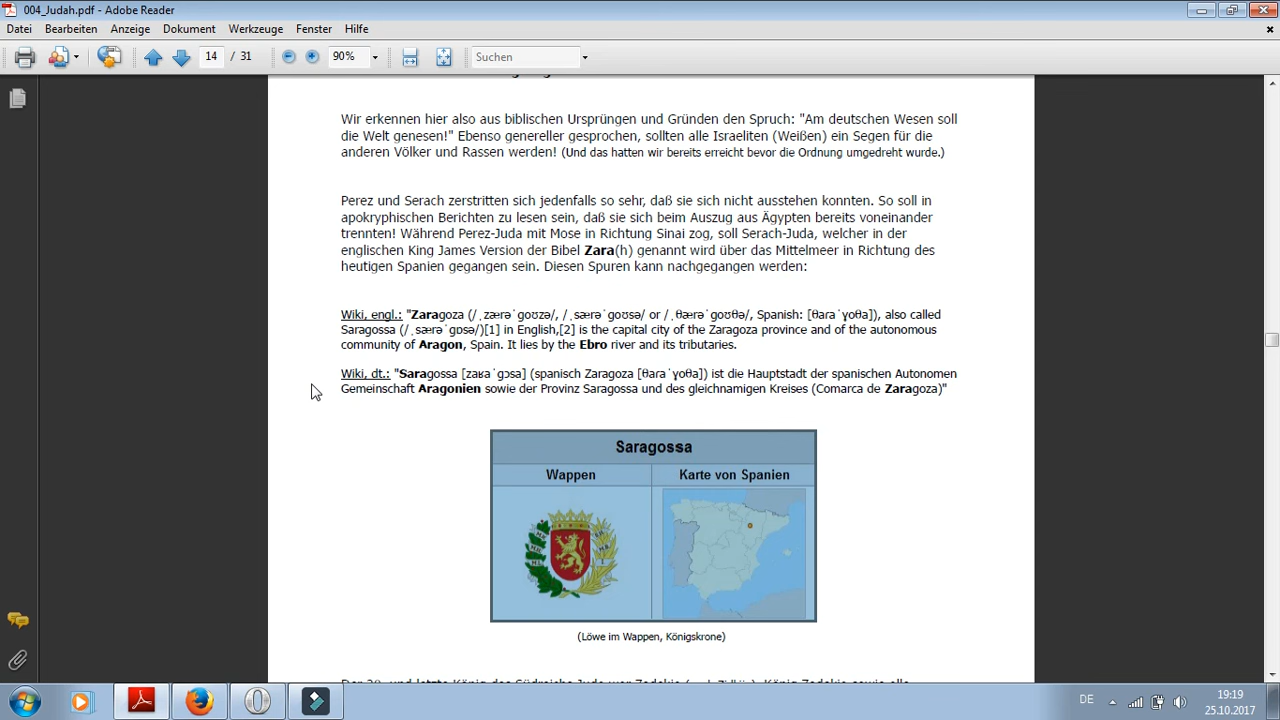 004_Judah.pdf - Adobe Reader
Datei Bearbeiten Anzeige Dokument Werkzeuge Fenster Hilfe
14 / 31 90% Suchen
Wir erkennen hier also aus biblischen Ursprüngen und Gründen den Spruch: "Am deutschen Wesen soll
die Welt genesen!" Ebenso genereller gesprochen, sollten alle Israeliten (Weißen) ein Segen für die
anderen Völker und Rassen werden! (Und das hatten wir bereits erreicht bevor die Ordnung umgedreht wurde.)
Perez und Serach zerstritten sich jedenfalls so sehr, daß sie sich nicht ausstehen konnten. So soll in
apokryphischen Berichten zu lesen sein, daß sie sich beim Auszug aus Ägypten bereits voneinander
trennten! Während Perez-Juda mit Mose in Richtung Sinai zog, soll Serach-Juda, welcher in der
englischen King James Version der Bibel Zara(h) genannt wird über das Mittelmeer in Richtung des
heutigen Spanien gegangen sein. Diesen Spuren kann nachgegangen werden:
Wiki, engl.: "Zaragoza (/ˌzærəˈɡoʊzə/, /ˌsærəˈɡoʊsə/ or /ˌθærəˈɡoʊθə/, Spanish: [θaɾaˈɣoθa]), also called
Saragossa (/ˌsærəˈɡɒsə/)[1] in English,[2] is the capital city of the Zaragoza province and of the autonomous
community of Aragon, Spain. It lies by the Ebro river and its tributaries.
Wiki, dt.: "Saragossa [zaʁaˈɡɔsa] (spanisch Zaragoza [θaɾaˈɣoθa]) ist die Hauptstadt der spanischen Autonomen
Gemeinschaft Aragonien sowie der Provinz Saragossa und des gleichnamigen Kreises (Comarca de Zaragoza)"
Saragossa
Wappen Karte von Spanien
(Löwe im Wappen, Königskrone)
DE 19:19
25.10.2017